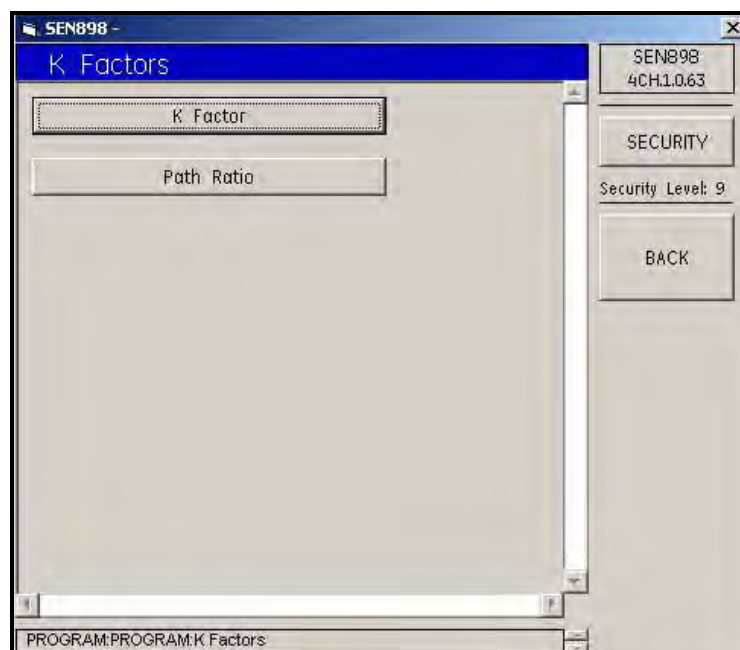 SEN898 -
K Factors
K Factor
Path Ratio
SEN898
4CH.1.0.63
SECURITY
Security Level: 9
BACK
PROGRAM:PROGRAM:K Factors